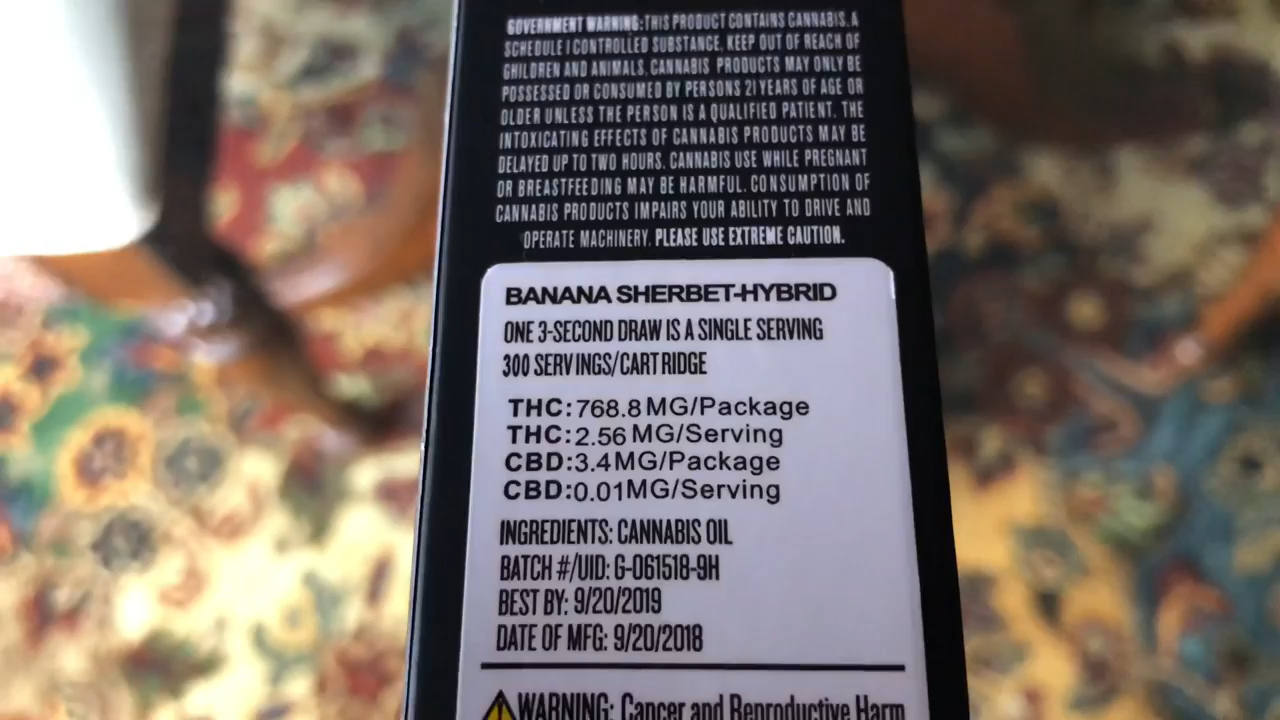 GOVERNMENT WARNING:THIS PRODUCT CONTAINS CANNABIS, A
SCHEDULE I CONTROLLED SUBSTANCE. KEEP OUT OF REACH OF
CHILDREN AND ANIMALS. CANNABIS PRODUCTS MAY ONLY BE
POSSESSED OR CONSUMED BY PERSONS 21 YEARS OF AGE OR
OLDER UNLESS THE PERSON IS A QUALIFIED PATIENT. THE
INTOXICATING EFFECTS OF CANNABIS PRODUCTS MAY BE
DELAYED UP TO TWO HOURS. CANNABIS USE WHILE PREGNANT
OR BREASTFEEDING MAY BE HARMFUL. CONSUMPTION OF
CANNABIS PRODUCTS IMPAIRS YOUR ABILITY TO DRIVE AND
OPERATE MACHINERY. PLEASE USE EXTREME CAUTION.
BANANA SHERBET-HYBRID
ONE 3-SECOND DRAW IS A SINGLE SERVING
300 SERVINGS/CARTRIDGE
THC:768.8MG/Package
THC:2.56 MG/Serving
CBD:3.4MG/Package
CBD:0.01MG/Serving
INGREDIENTS: CANNABIS OIL
BATCH #/UID: G-061518-9H
BEST BY: 9/20/2019
DATE OF MFG: 9/20/2018
WARNING: Cancer and Reproductive Harm